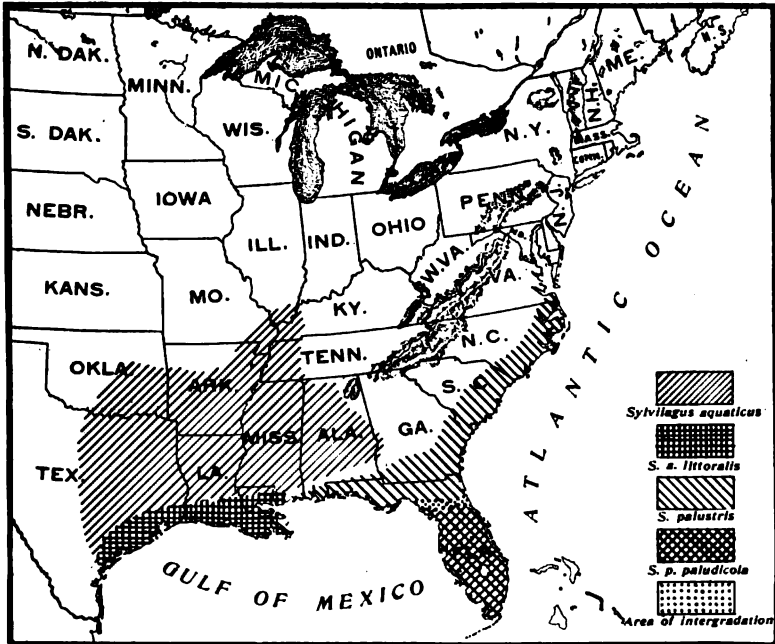 N. DAK.
MINN.
ONTARIO
ME.
N. S.
S. DAK.
WIS.
MICHIGAN
N.Y.
N.H.
MASS.
CONN.
NEBR.
IOWA
ILL.
IND.
OHIO
PENN.
N.J.
KANS.
MO.
KY.
W.VA.
VA.
OKLA.
ARK.
TENN.
N.C.
S. C.
TEX.
LA.
MISS.
ALA.
GA.
GULF OF MEXICO
ATLANTIC OCEAN
Sylvilagus aquaticus
S. a. littoralis
S. palustris
S. p. paludicola
Area of intergradation